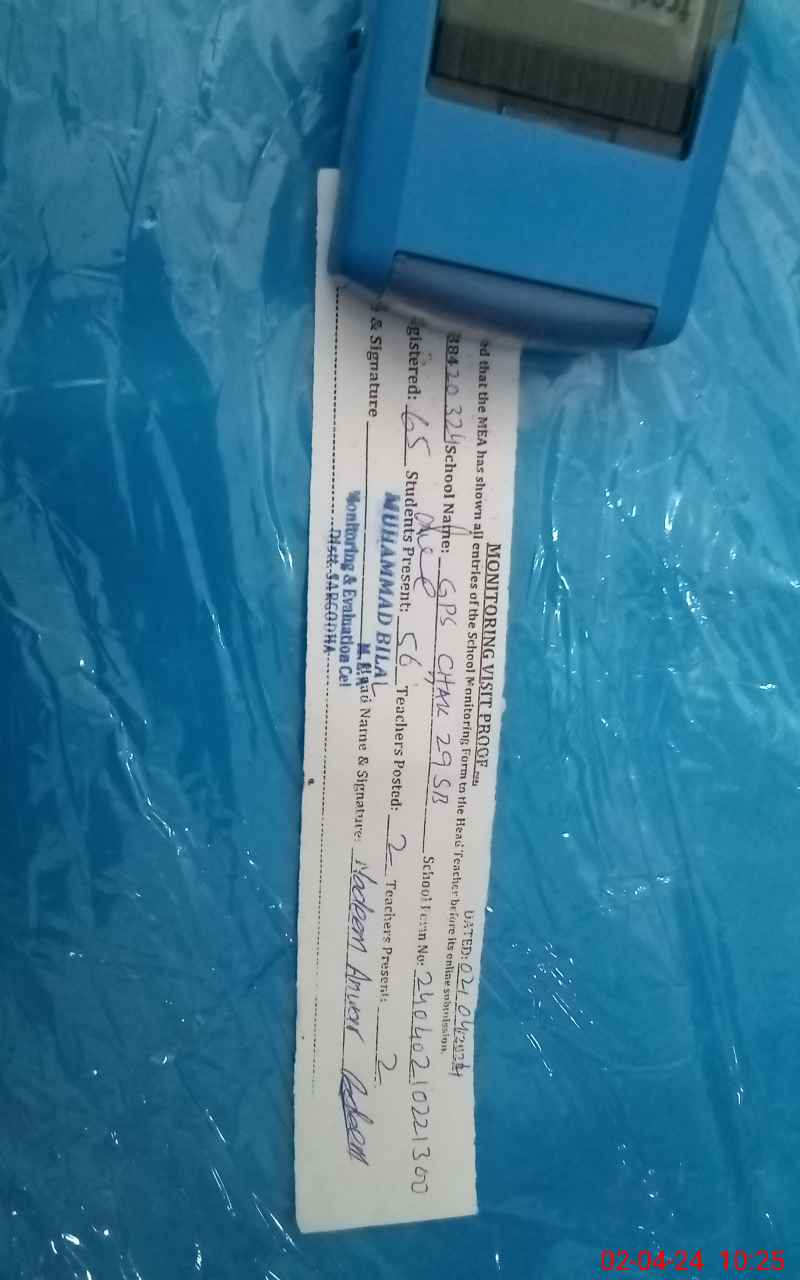 MONITORING VISIT PROOF
DATED: 02/04/2024
ed that the MEA has shown all entries of the School Monitoring Form to the Head Teacher before its online submission.
38420324 School Name: GPS CHAK 29 SB School Form No: 24040210221300
gistered: 65 Students Present: 56 Teachers Posted: 2 Teachers Present: 2
& Signature Name & Signature: Nadeem Anwar Nadeem
MUHAMMAD BILAL
M.E.A
Monitoring & Evaluation Cel
Distt. SARGODHA
02-04-24 10:25